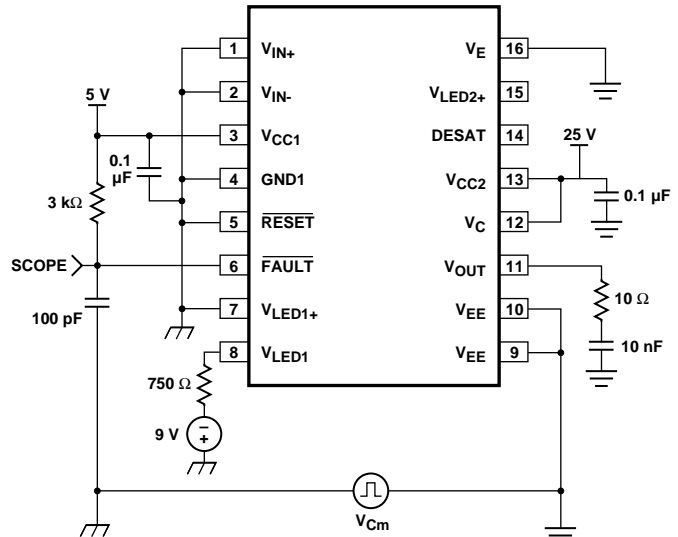 1 V_IN+
2 V_IN-
3 V_CC1
4 GND1
5 RESET
6 FAULT
7 V_LED1+
8 V_LED1
V_E 16
V_LED2+ 15
DESAT 14
V_CC2 13
V_C 12
V_OUT 11
V_EE 10
V_EE 9
5 V
0.1 µF
3 kΩ
SCOPE
100 pF
750 Ω
9 V
− +
25 V
0.1 µF
10 Ω
10 nF
V_Cm